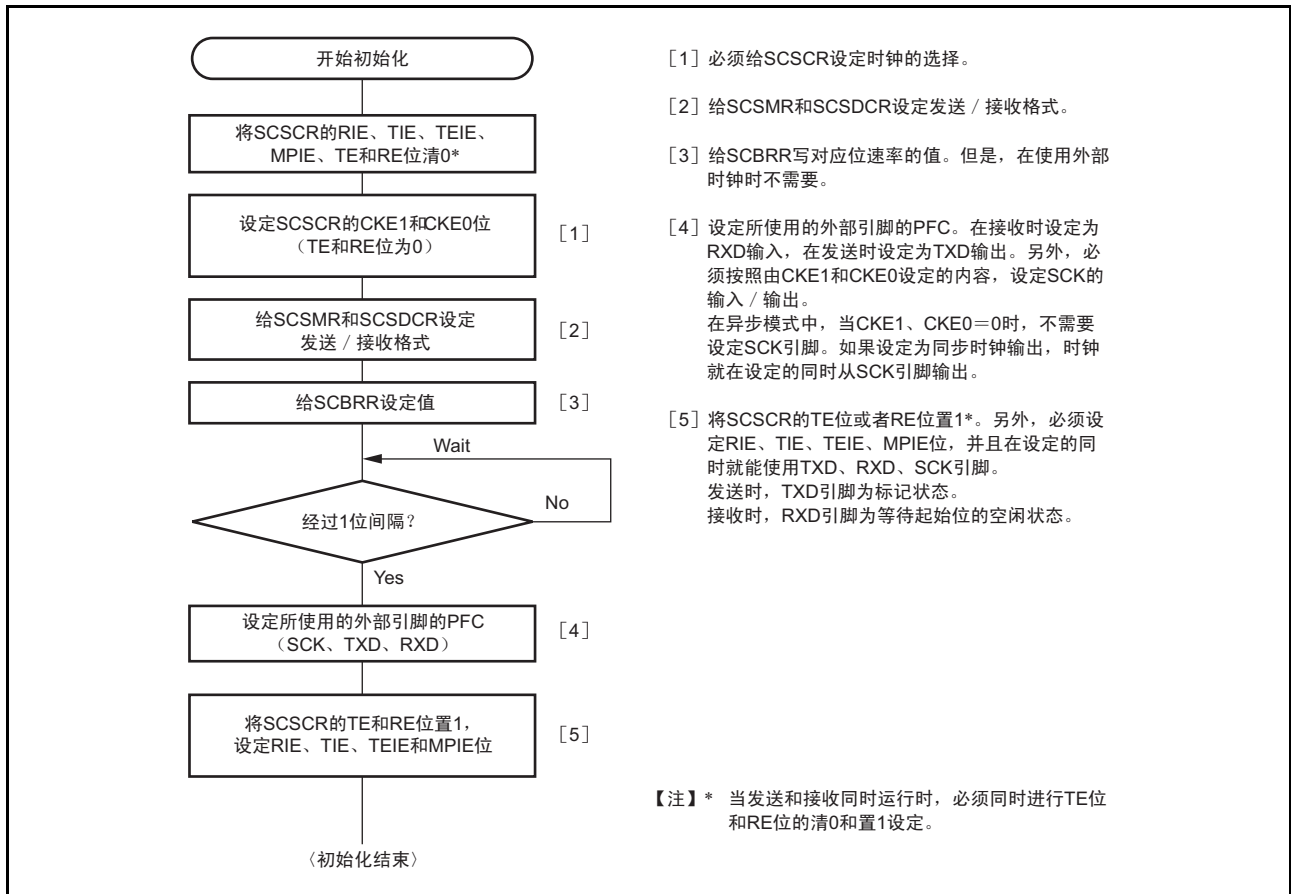 开始初始化
将SCSCR的RIE、TIE、TEIE、
MPIE、TE和RE位清0*
设定SCSCR的CKE1和CKE0位
（TE和RE位为0）
［1］
给SCSMR和SCSDCR设定
发送／接收格式
［2］
给SCBRR设定值
［3］
Wait
经过1位间隔？
No
Yes
设定所使用的外部引脚的PFC
（SCK、TXD、RXD）
［4］
将SCSCR的TE和RE位置1，
设定RIE、TIE、TEIE和MPIE位
［5］
〈初始化结束〉
［1］必须给SCSCR设定时钟的选择。
［2］给SCSMR和SCSDCR设定发送／接收格式。
［3］给SCBRR写对应位速率的值。但是，在使用外部
时钟时不需要。
［4］设定所使用的外部引脚的PFC。在接收时设定为
RXD输入，在发送时设定为TXD输出。另外，必
须按照由CKE1和CKE0设定的内容，设定SCK的
输入／输出。
在异步模式中，当CKE1、CKE0＝0时，不需要
设定SCK引脚。如果设定为同步时钟输出，时钟
就在设定的同时从SCK引脚输出。
［5］将SCSCR的TE位或者RE位置1*。另外，必须设
定RIE、TIE、TEIE、MPIE位，并且在设定的同
时就能使用TXD、RXD、SCK引脚。
发送时，TXD引脚为标记状态。
接收时，RXD引脚为等待起始位的空闲状态。
【注】* 当发送和接收同时运行时，必须同时进行TE位
和RE位的清0和置1设定。